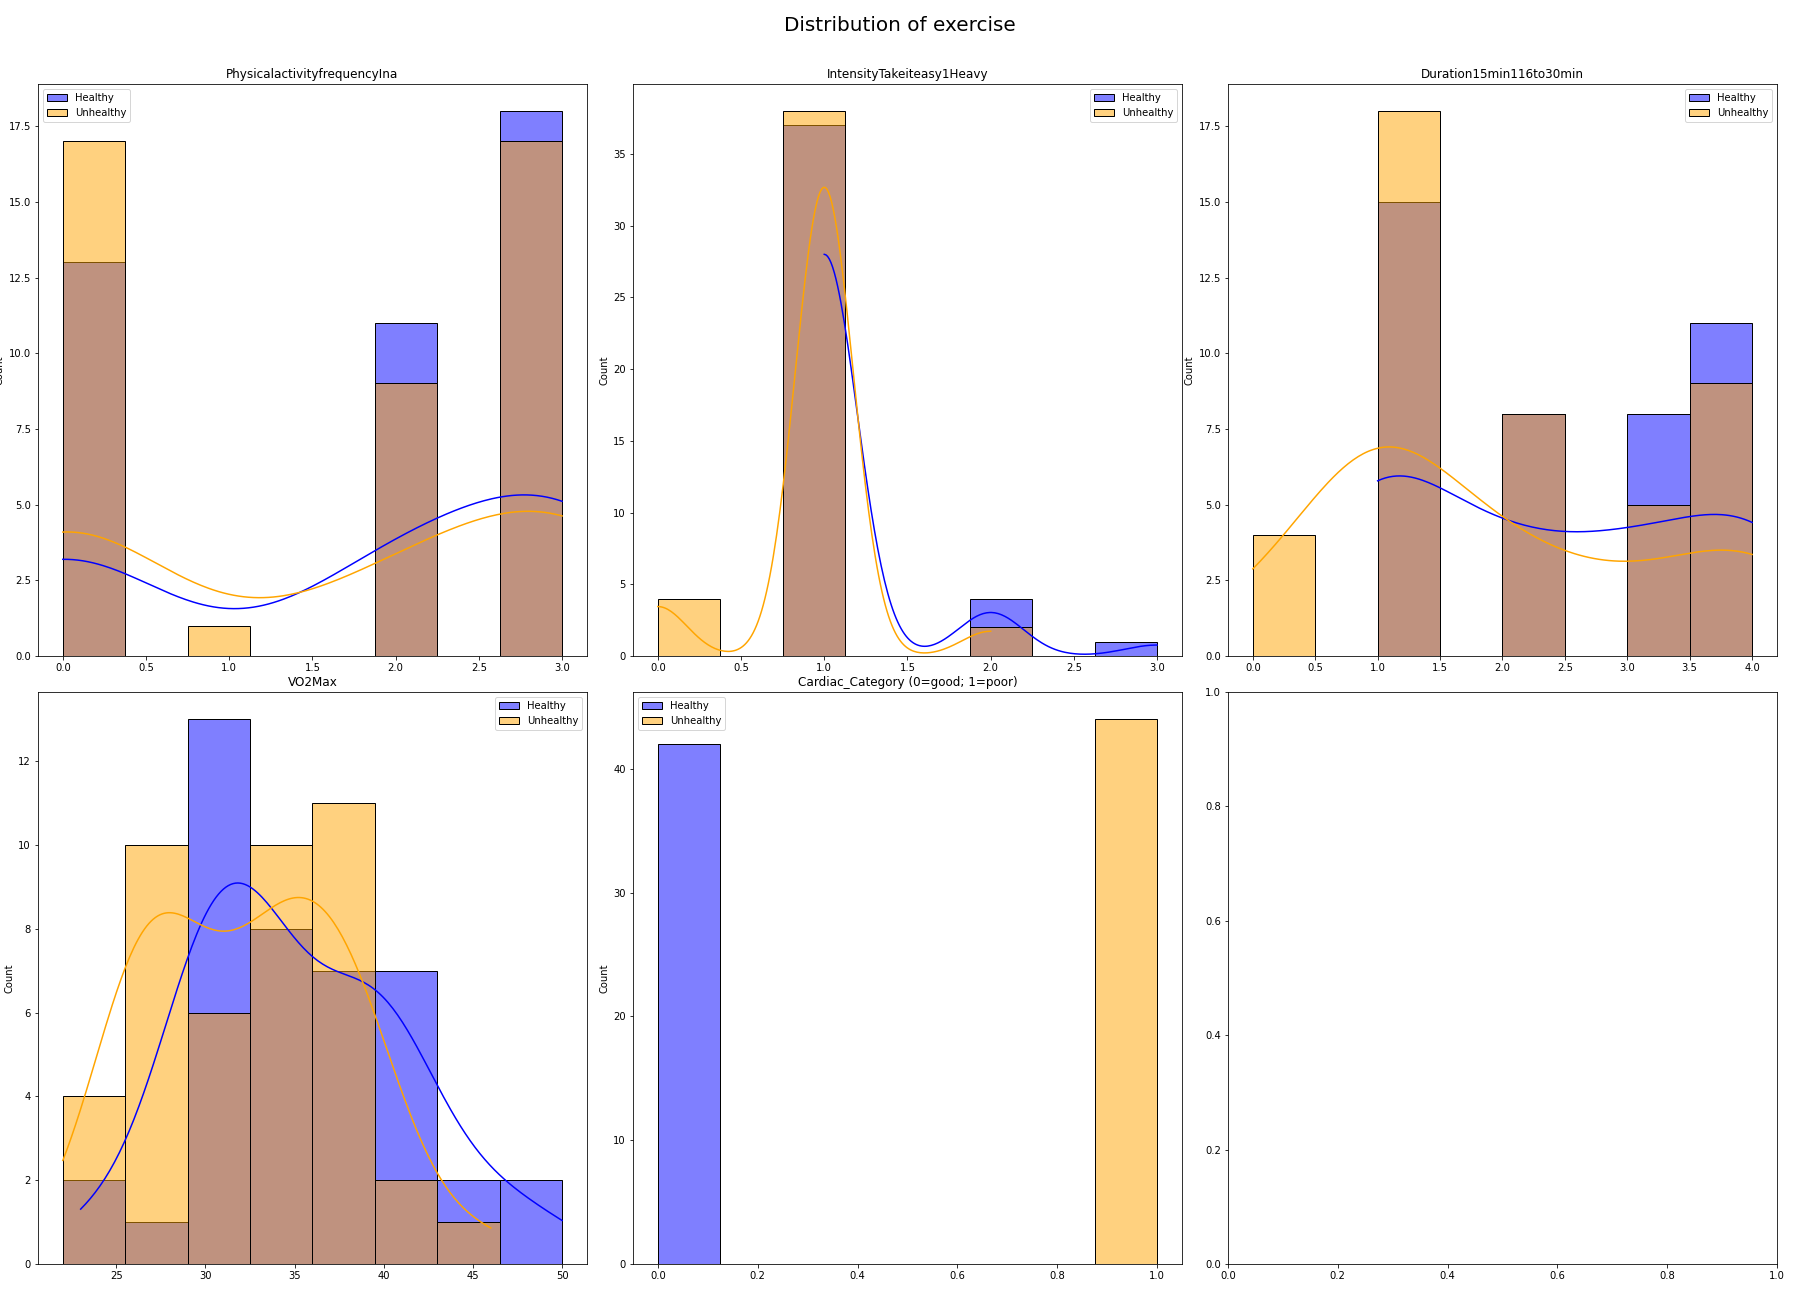 Distribution of exercise
PhysicalactivityfrequencyIna
Healthy
Unhealthy
17.5
15.0
12.5
10.0
7.5
5.0
2.5
0.0
0.0 0.5 1.0 1.5 2.0 2.5 3.0
IntensityTakeiteasy1Heavy
Healthy
Unhealthy
Count
35
30
25
20
15
10
5
0
0.0 0.5 1.0 1.5 2.0 2.5 3.0
Duration15min116to30min
Healthy
Unhealthy
Count
17.5
15.0
12.5
10.0
7.5
5.0
2.5
0.0
0.0 0.5 1.0 1.5 2.0 2.5 3.0 3.5 4.0
VO2Max
Healthy
Unhealthy
Count
12
10
8
6
4
2
0
25 30 35 40 45 50
Cardiac_Category (0=good; 1=poor)
Healthy
Unhealthy
Count
40
30
20
10
0
0.0 0.2 0.4 0.6 0.8 1.0
1.0
0.8
0.6
0.4
0.2
0.0
0.0 0.2 0.4 0.6 0.8 1.0